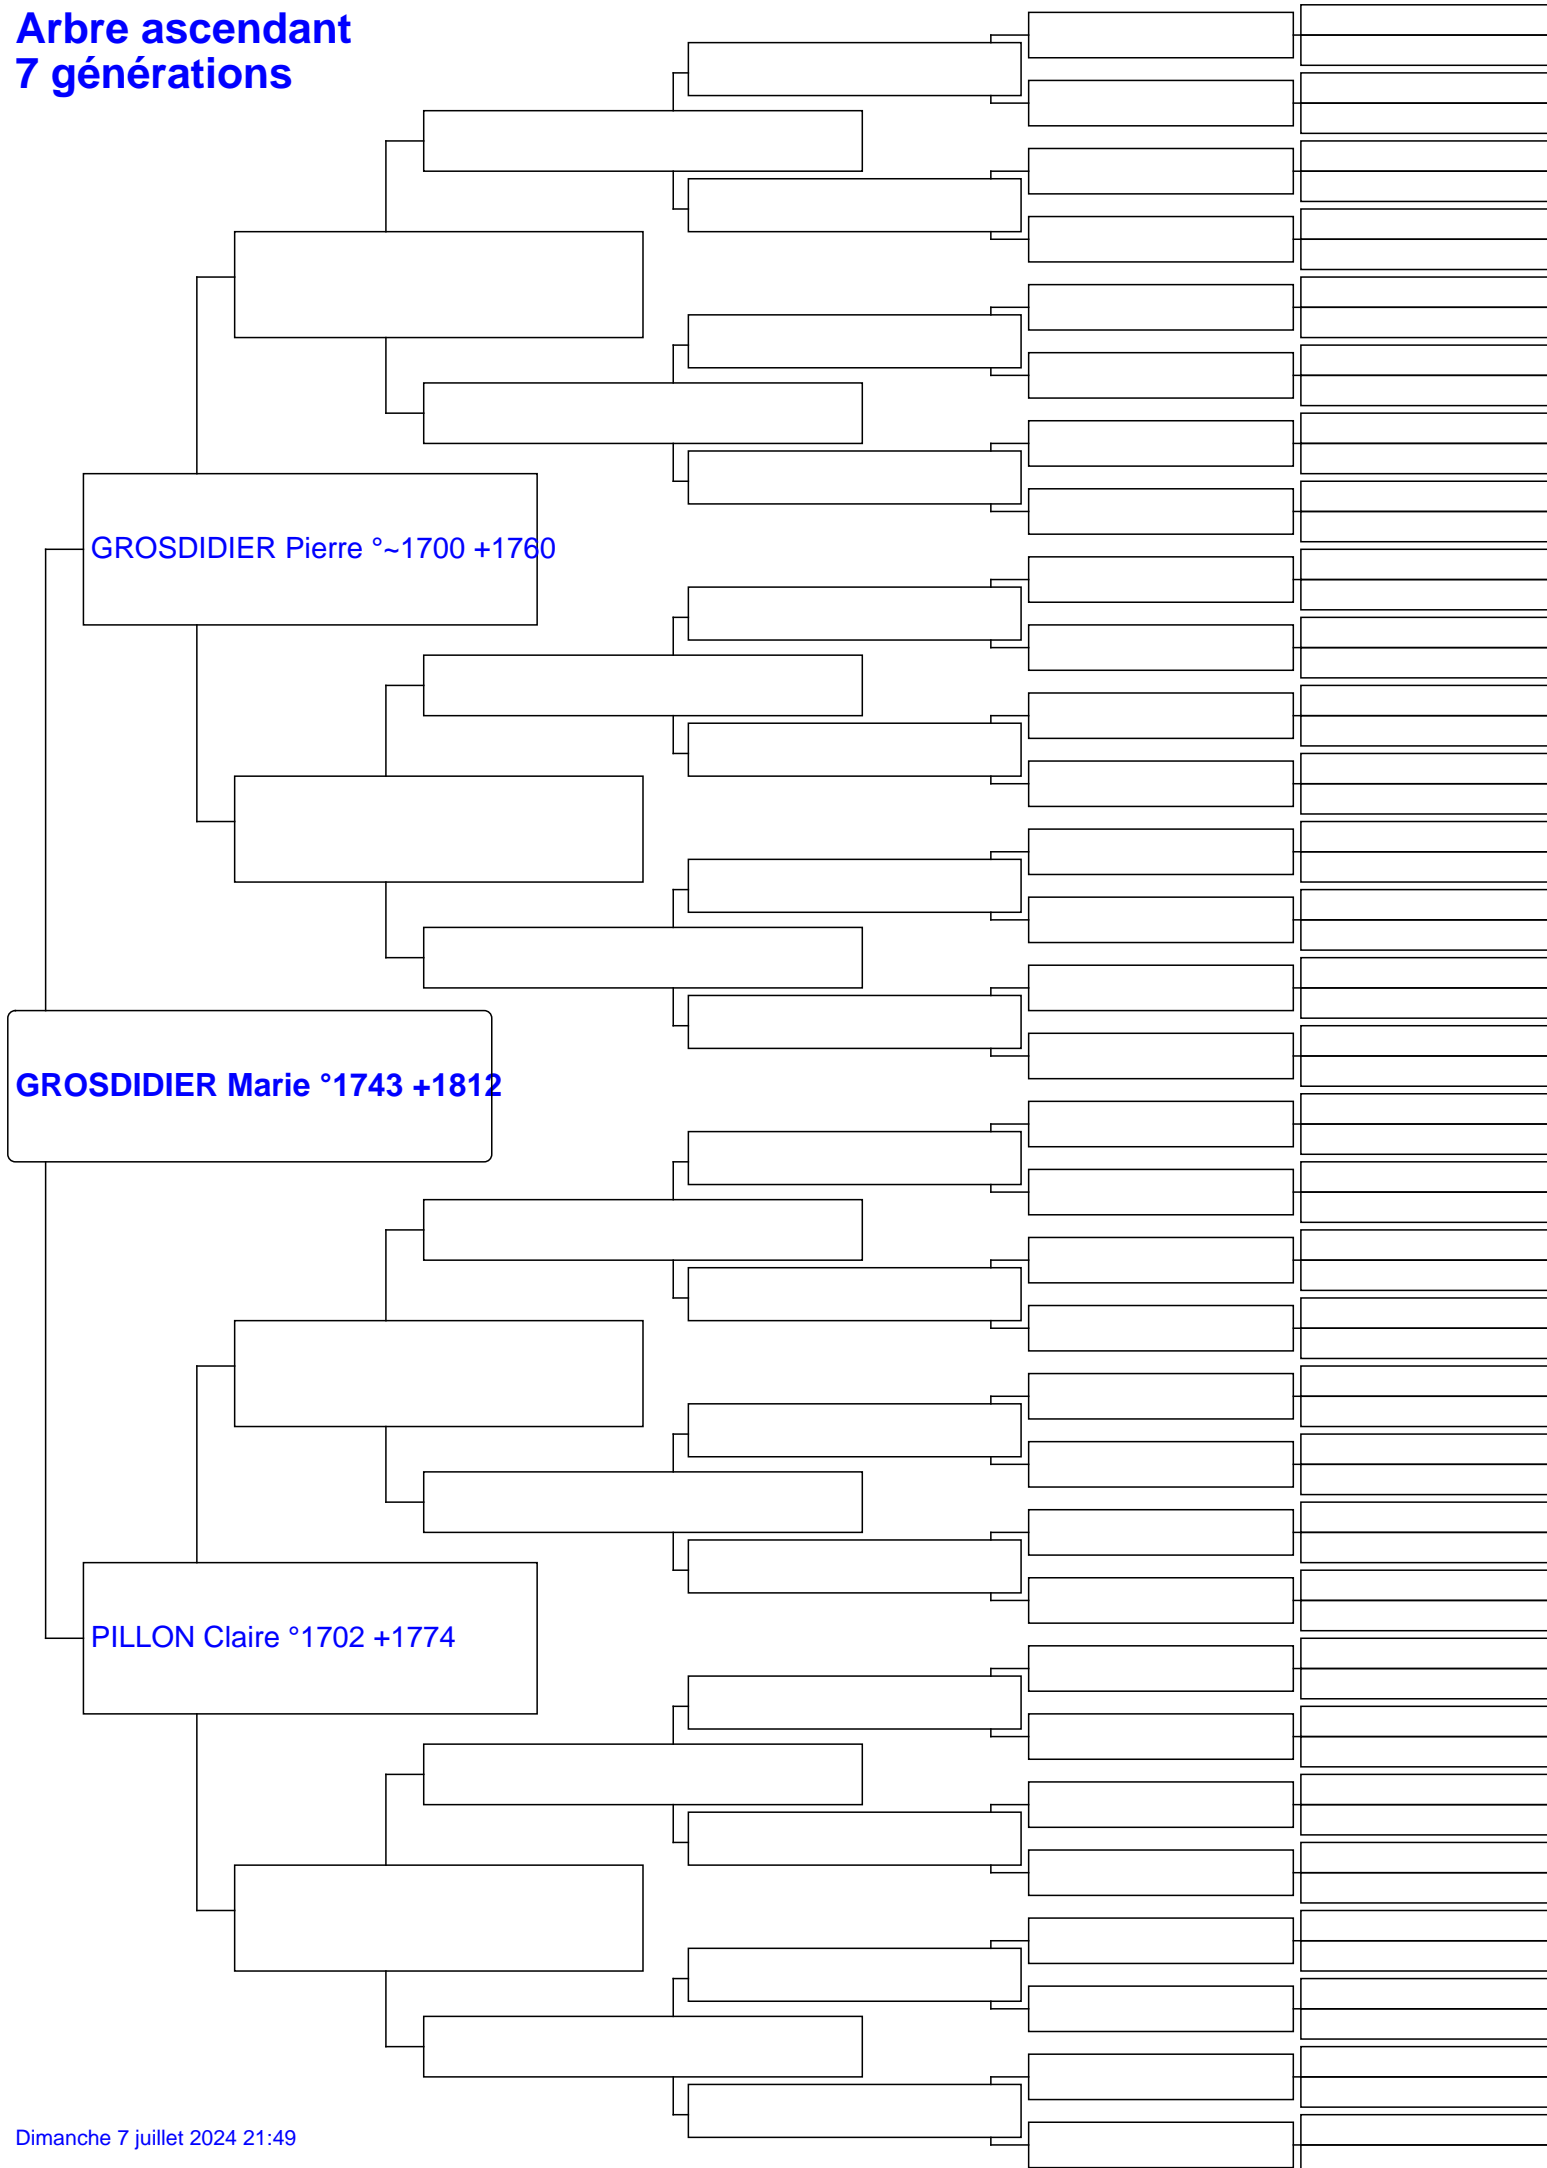 Arbre ascendant
7 générations
GROSDIDIER Pierre °~1700 +1760
GROSDIDIER Marie °1743 +1812
PILLON Claire °1702 +1774
Dimanche 7 juillet 2024 21:49